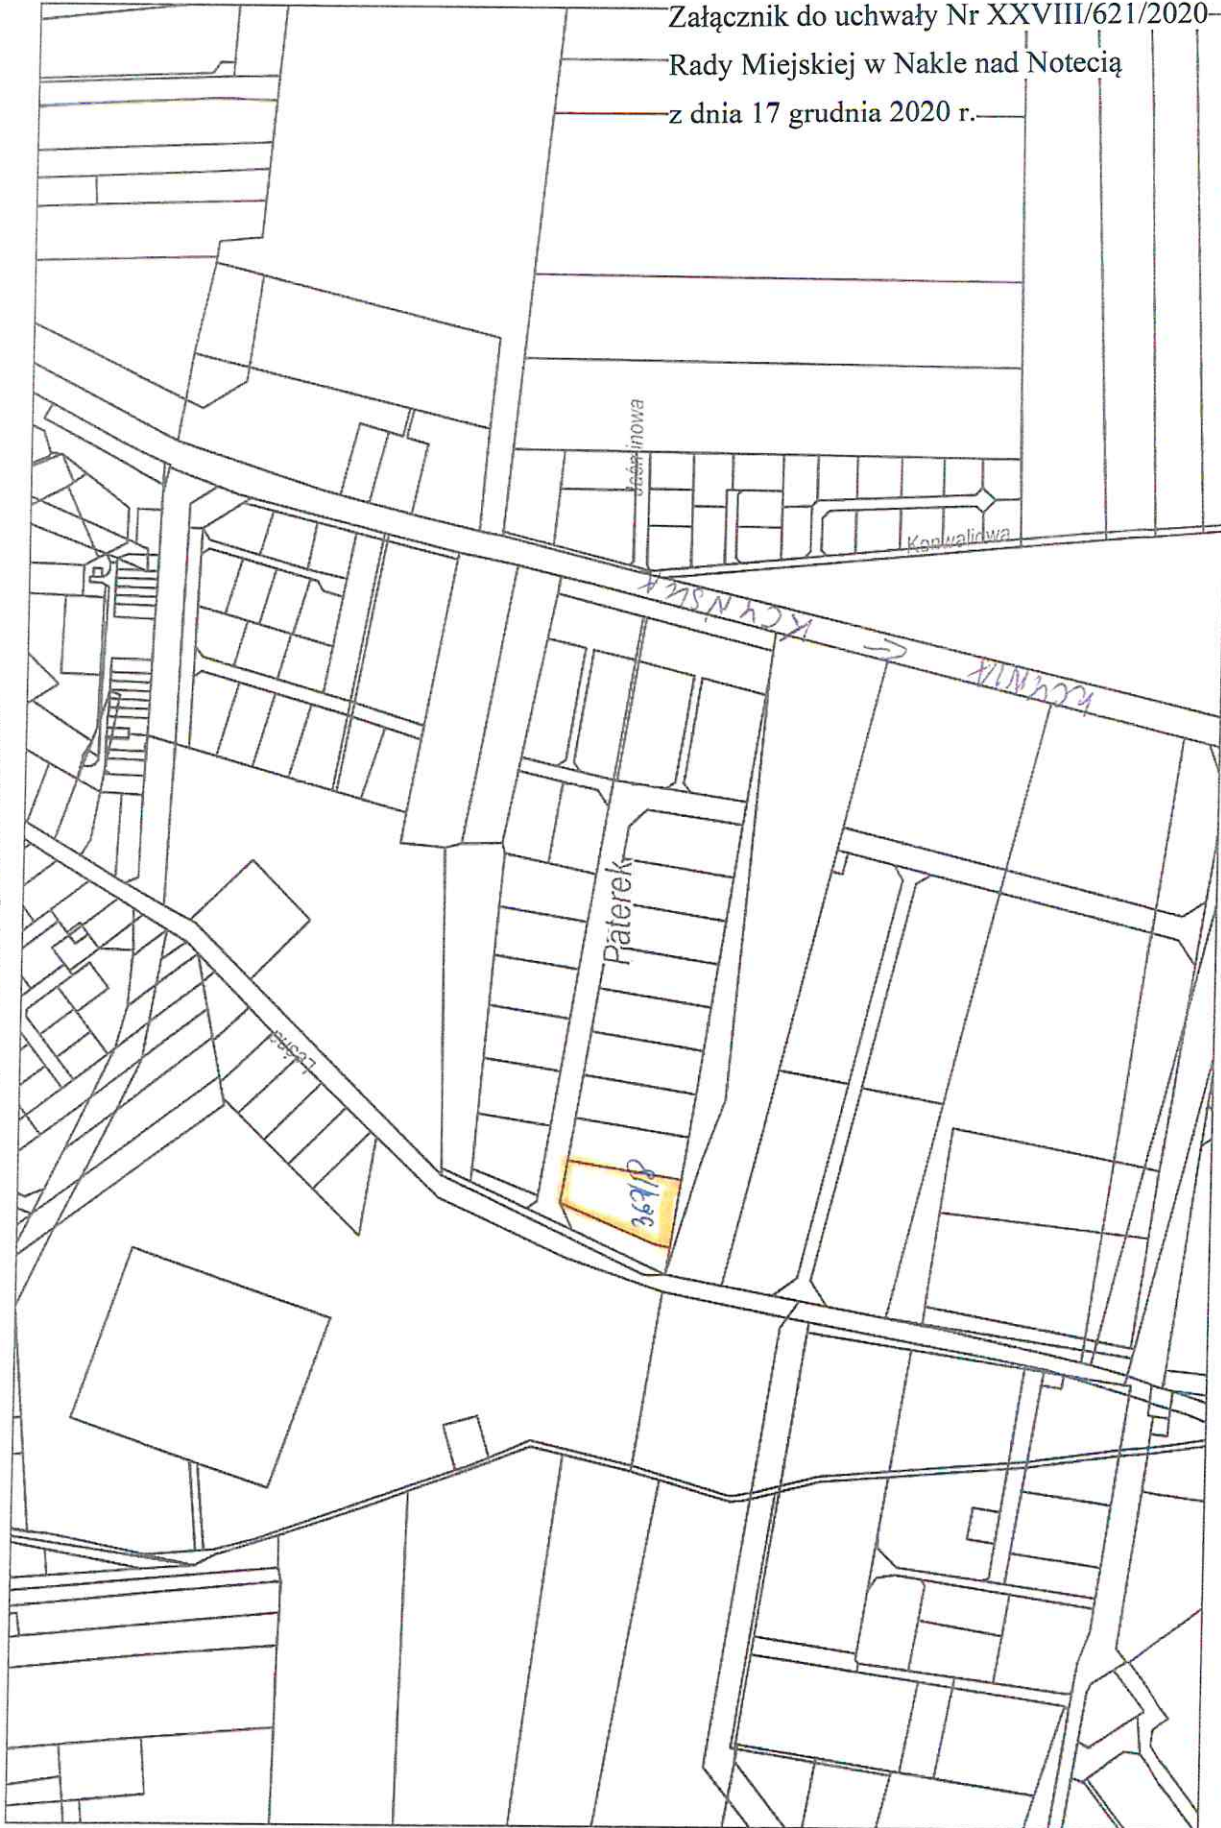 Załącznik do uchwały Nr XXVIII/621/2020
Rady Miejskiej w Nakle nad Notecią
z dnia 17 grudnia 2020 r.
Jaśminowa
Konwaliowa
KCYŃSKA
KCYNIA
Paterek
Leśna
367/8